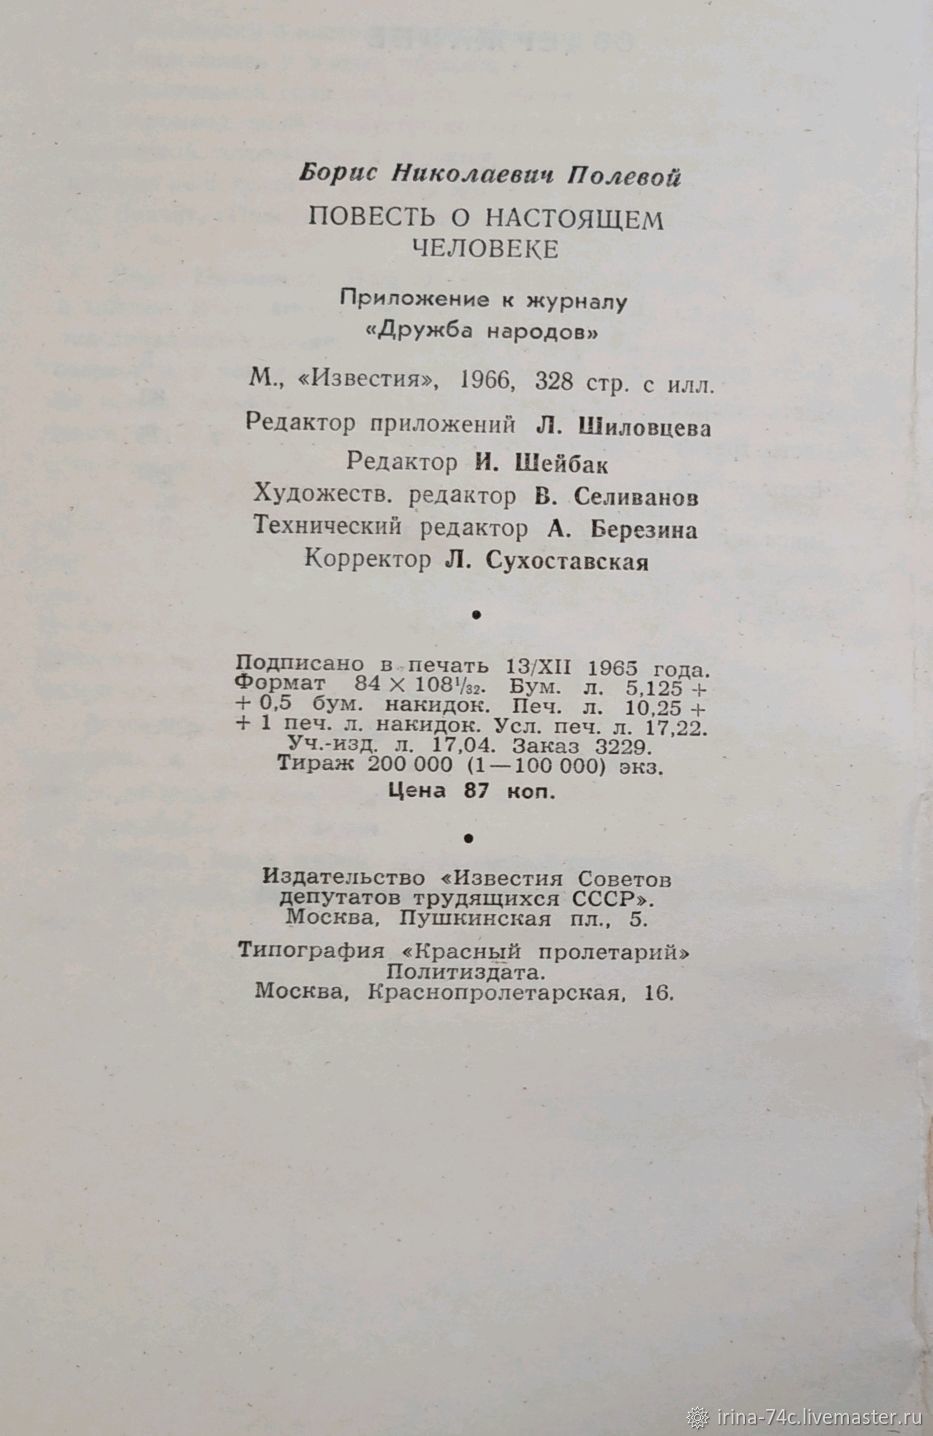 Борис Николаевич Полевой
ПОВЕСТЬ О НАСТОЯЩЕМ
ЧЕЛОВЕКЕ
Приложение к журналу
«Дружба народов»
М., «Известия», 1966, 328 стр. с илл.
Редактор приложений Л. Шиловцева
Редактор И. Шейбак
Художеств. редактор В. Селиванов
Технический редактор А. Березина
Корректор Л. Сухоставская
•
Подписано в печать 13/XII 1965 года.
Формат 84 × 108¹/₃₂. Бум. л. 5,125 +
+ 0,5 бум. накидок. Печ. л. 10,25 +
+ 1 печ. л. накидок. Усл. печ. л. 17,22.
Уч.-изд. л. 17,04. Заказ 3229.
Тираж 200 000 (1—100 000) экз.
Цена 87 коп.
•
Издательство «Известия Советов
депутатов трудящихся СССР».
Москва, Пушкинская пл., 5.
Типография «Красный пролетарий»
Политиздата.
Москва, Краснопролетарская, 16.
irina-74c.livemaster.ru